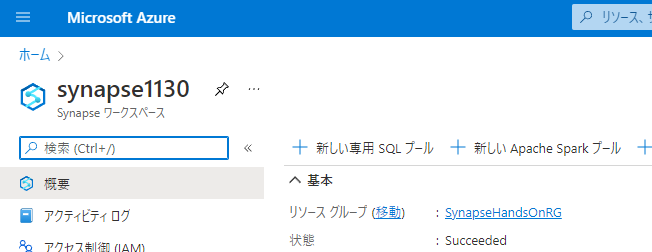 Microsoft Azure
リソース、サ
ホーム
synapse1130
Synapse ワークスペース
検索 (Ctrl+/)
概要
アクティビティ ログ
アクセス制御 (IAM)
新しい専用 SQL プール
新しい Apache Spark プール
基本
リソース グループ (移動) : SynapseHandsOnRG
状態 : Succeeded